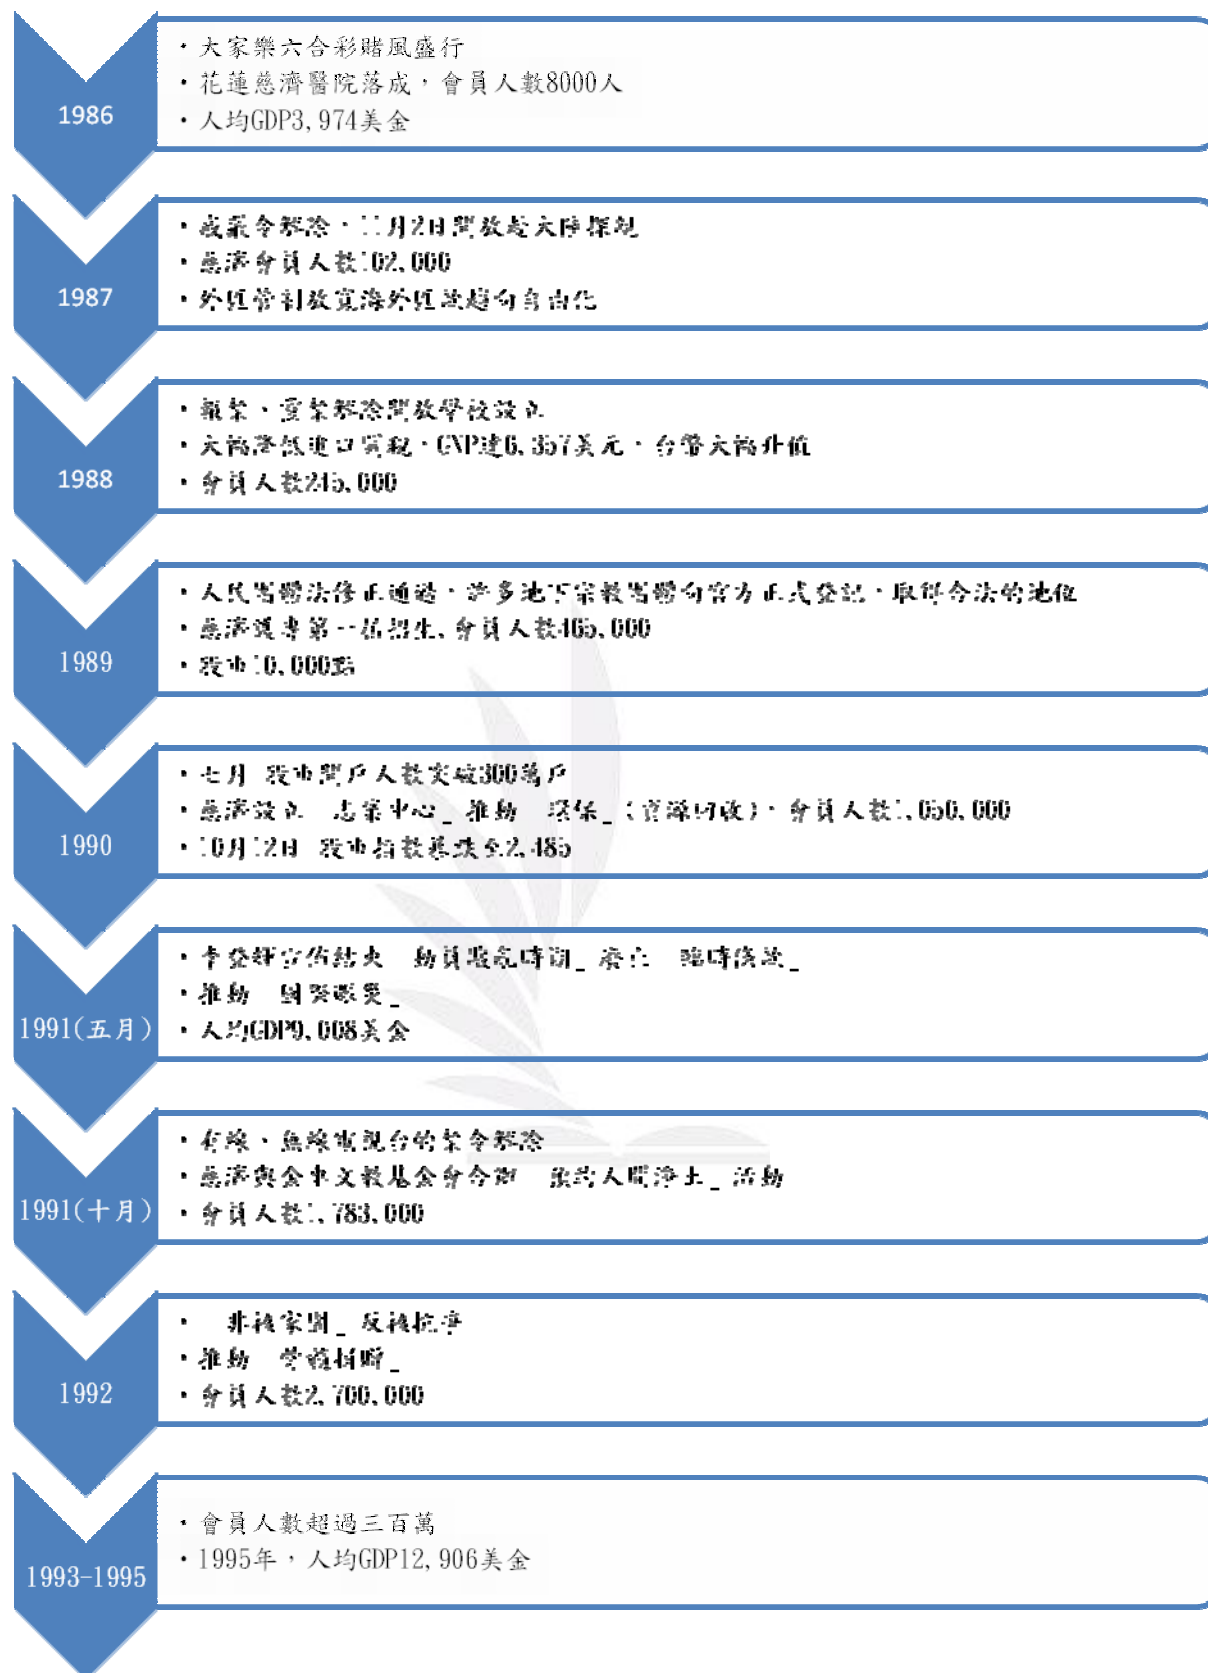 1986
・大家樂六合彩賭風盛行
・花蓮慈濟醫院落成，會員人數8000人
・人均GDP3,974美金
1987
・戒嚴令解除，11月2日開放赴大陸探親
・慈濟會員人數102,000
・外匯管制放寬海外匯款趨向自由化
1988
・報禁、黨禁解除開放學校設立
・大幅降低進口關稅，GNP達6,357美元，台幣大幅升值
・會員人數245,000
1989
・人民團體法修正通過，許多地下宗教團體向官方正式登記，取得合法的地位
・慈濟護專第一屆招生,會員人數465,000
・股市10,000點
1990
・七月 股市開戶人數突破300萬戶
・慈濟設立「志業中心」推動「環保」(資源回收)，會員人數1,050,000
・10月12日 股市指數暴跌至2,485
1991(五月)
・李登輝宣佈結束「動員戡亂時期」廢止「臨時條款」
・推動「國際賑災」
・人均GDP9,008美金
1991(十月)
・有線、無線電視台的禁令解除
・慈濟與金車文教基金會合辦「預約人間淨土」活動
・會員人數1,783,000
1992
・「非核家園」反核抗爭
・推動「骨髓捐贈」
・會員人數2,700,000
1993-1995
・會員人數超過三百萬
・1995年，人均GDP12,906美金